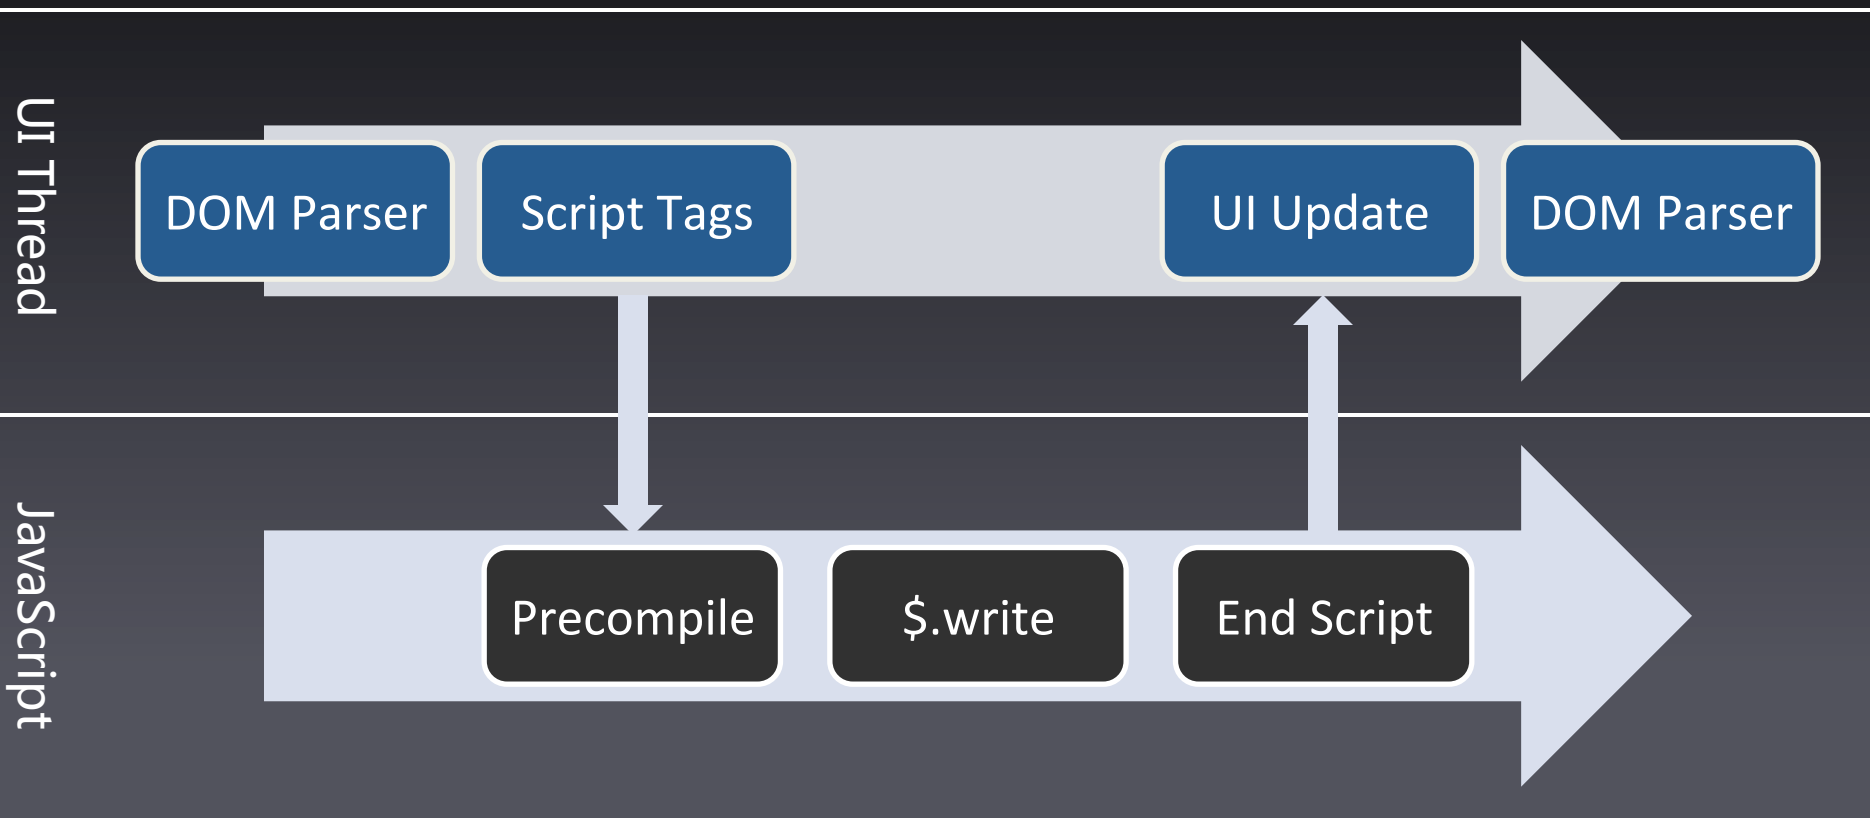 UI Thread
DOM Parser
Script Tags
UI Update
DOM Parser
JavaScript
Precompile
$.write
End Script